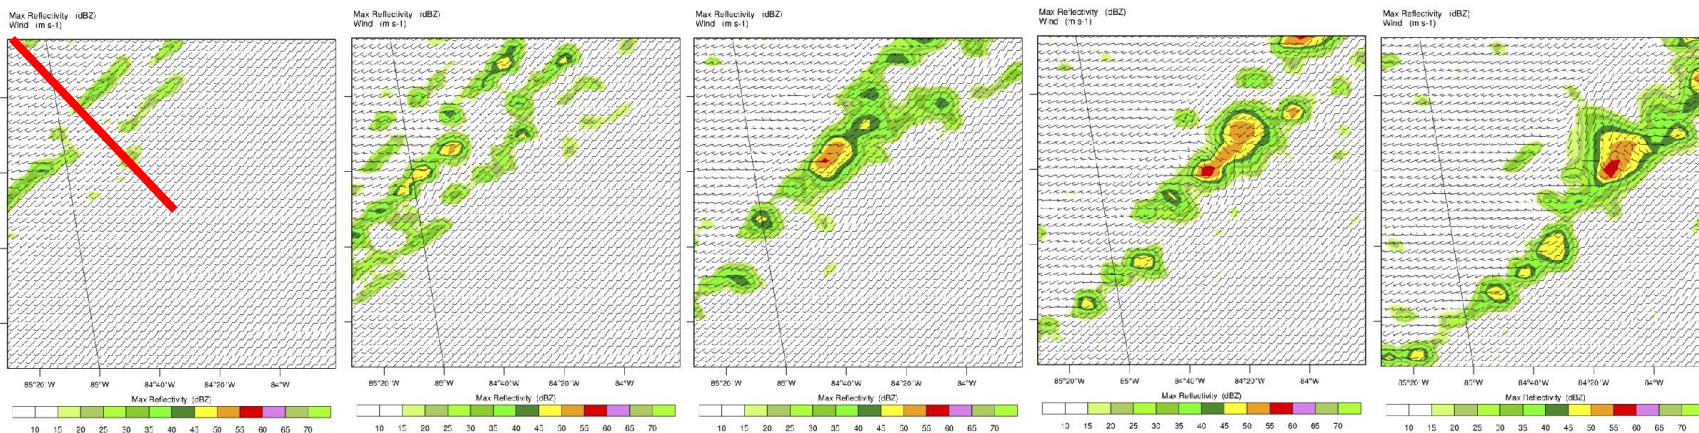 Max Reflectivity (dBZ)
Wind (m s-1)
85°20' W 85°W 84°40' W 84°20' W 84°W
Max Reflectivity (dBZ)
10 15 20 25 30 35 40 45 50 55 60 65 70
Max Reflectivity (dBZ)
Wind (m s-1)
85°20' W 85°W 84°40' W 84°20' W 84°W
Max Reflectivity (dBZ)
10 15 20 25 30 35 40 45 50 55 60 65 70
Max Reflectivity (dBZ)
Wind (m s-1)
85°20' W 85°W 84°40' W 84°20' W 84°W
Max Reflectivity (dBZ)
10 15 20 25 30 35 40 45 50 55 60 65 70
Max Reflectivity (dBZ)
Wind (m s-1)
85°20' W 85°W 84°40' W 84°20' W 84°W
Max Reflectivity (dBZ)
10 15 20 25 30 35 40 45 50 55 60 65 70
Max Reflectivity (dBZ)
Wind (m s-1)
85°20' W 85°W 84°40' W 84°20' W 84°W
Max Reflectivity (dBZ)
10 15 20 25 30 35 40 45 50 55 60 65 70